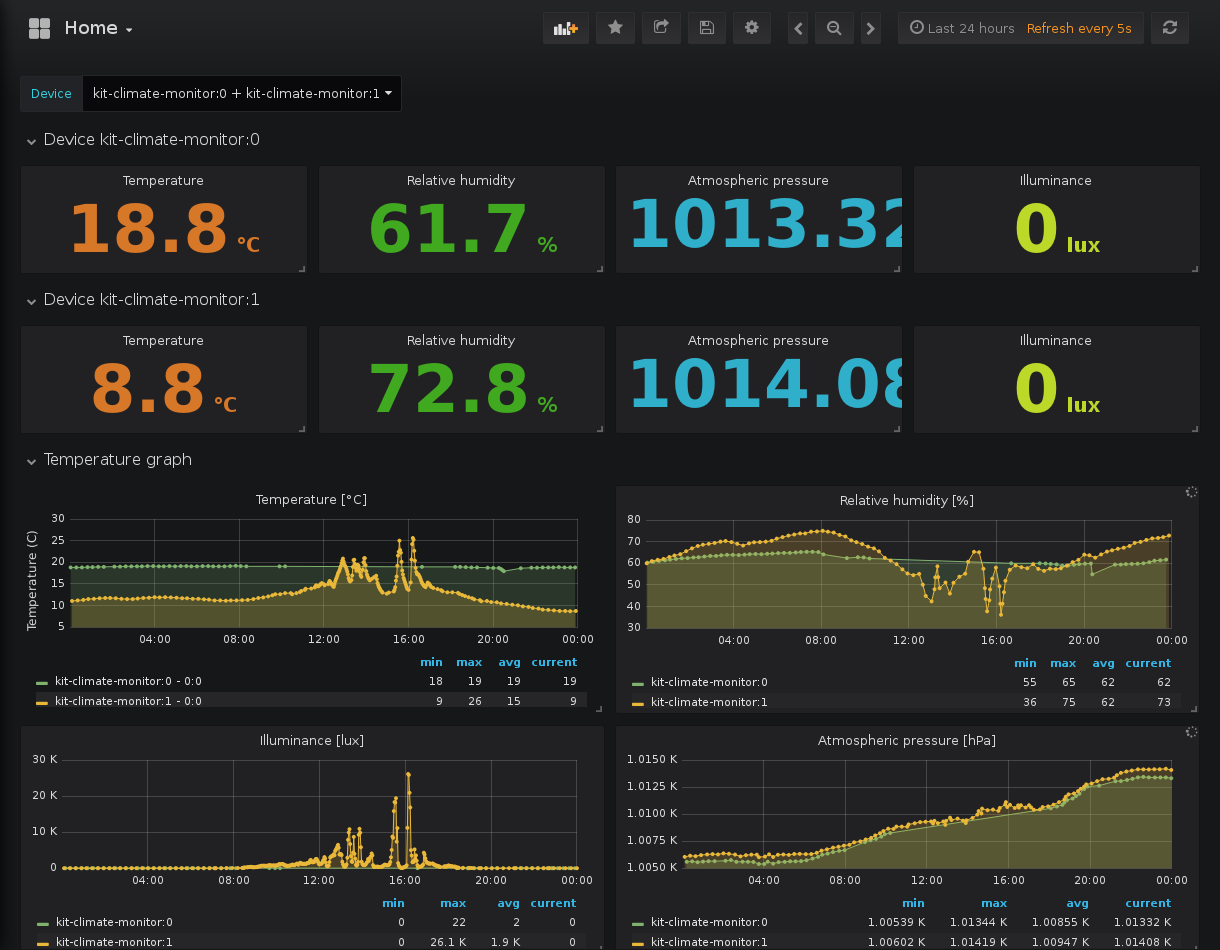 Home
Last 24 hours Refresh every 5s
Device kit-climate-monitor:0 + kit-climate-monitor:1
Device kit-climate-monitor:0
Temperature Relative humidity Atmospheric pressure Illuminance
18.8 °C 61.7 % 1013.32 0 lux
Device kit-climate-monitor:1
Temperature Relative humidity Atmospheric pressure Illuminance
8.8 °C 72.8 % 1014.08 0 lux
Temperature graph
Temperature [°C]
Temperature (C)
30
25
20
15
10
5
04:00 08:00 12:00 16:00 20:00 00:00
min max avg current
kit-climate-monitor:0 - 0:0 18 19 19 19
kit-climate-monitor:1 - 0:0 9 26 15 9
Relative humidity [%]
80
70
60
50
40
30
04:00 08:00 12:00 16:00 20:00 00:00
min max avg current
kit-climate-monitor:0 55 65 62 62
kit-climate-monitor:1 36 75 62 73
Illuminance [lux]
30 K
20 K
10 K
0
04:00 08:00 12:00 16:00 20:00 00:00
min max avg current
kit-climate-monitor:0 0 22 2 0
kit-climate-monitor:1 0 26.1 K 1.9 K 0
Atmospheric pressure [hPa]
1.0150 K
1.0125 K
1.0100 K
1.0075 K
1.0050 K
04:00 08:00 12:00 16:00 20:00 00:00
min max avg current
kit-climate-monitor:0 1.00539 K 1.01344 K 1.00855 K 1.01332 K
kit-climate-monitor:1 1.00602 K 1.01419 K 1.00947 K 1.01408 K